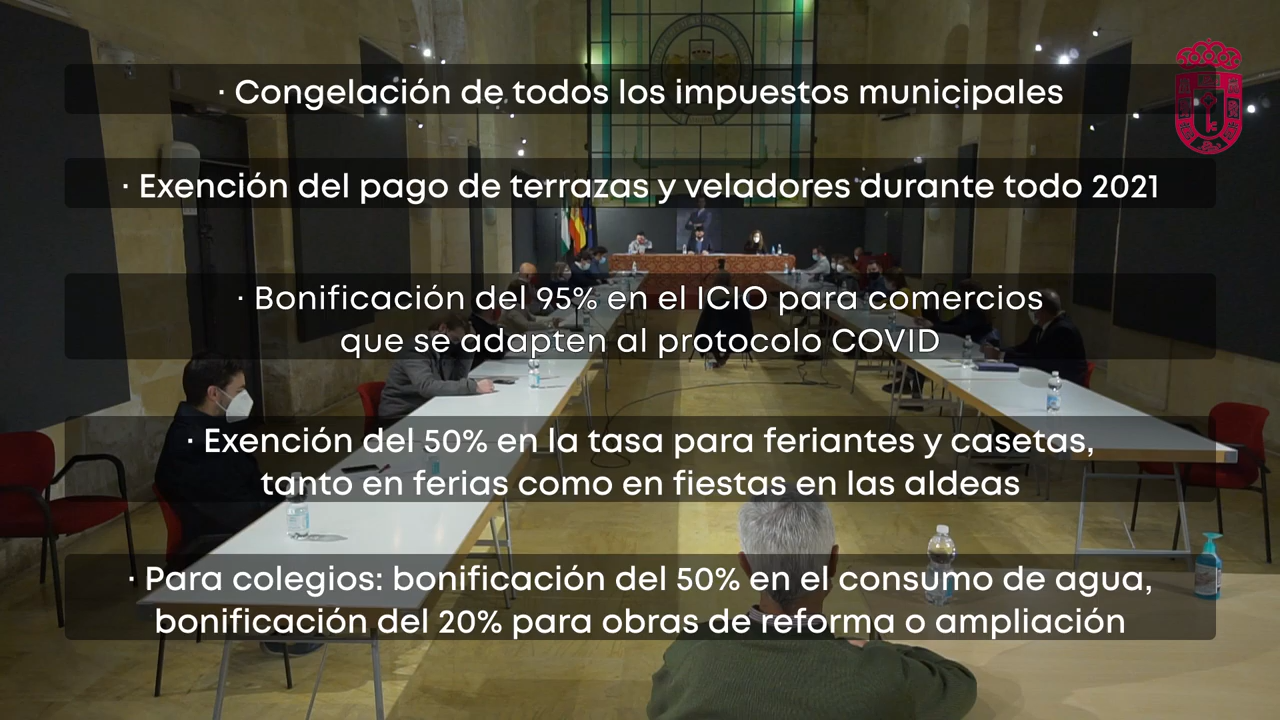 · Congelación de todos los impuestos municipales
· Exención del pago de terrazas y veladores durante todo 2021
· Bonificación del 95% en el ICIO para comercios
que se adapten al protocolo COVID
· Exención del 50% en la tasa para feriantes y casetas,
tanto en ferias como en fiestas en las aldeas
· Para colegios: bonificación del 50% en el consumo de agua,
bonificación del 20% para obras de reforma o ampliación